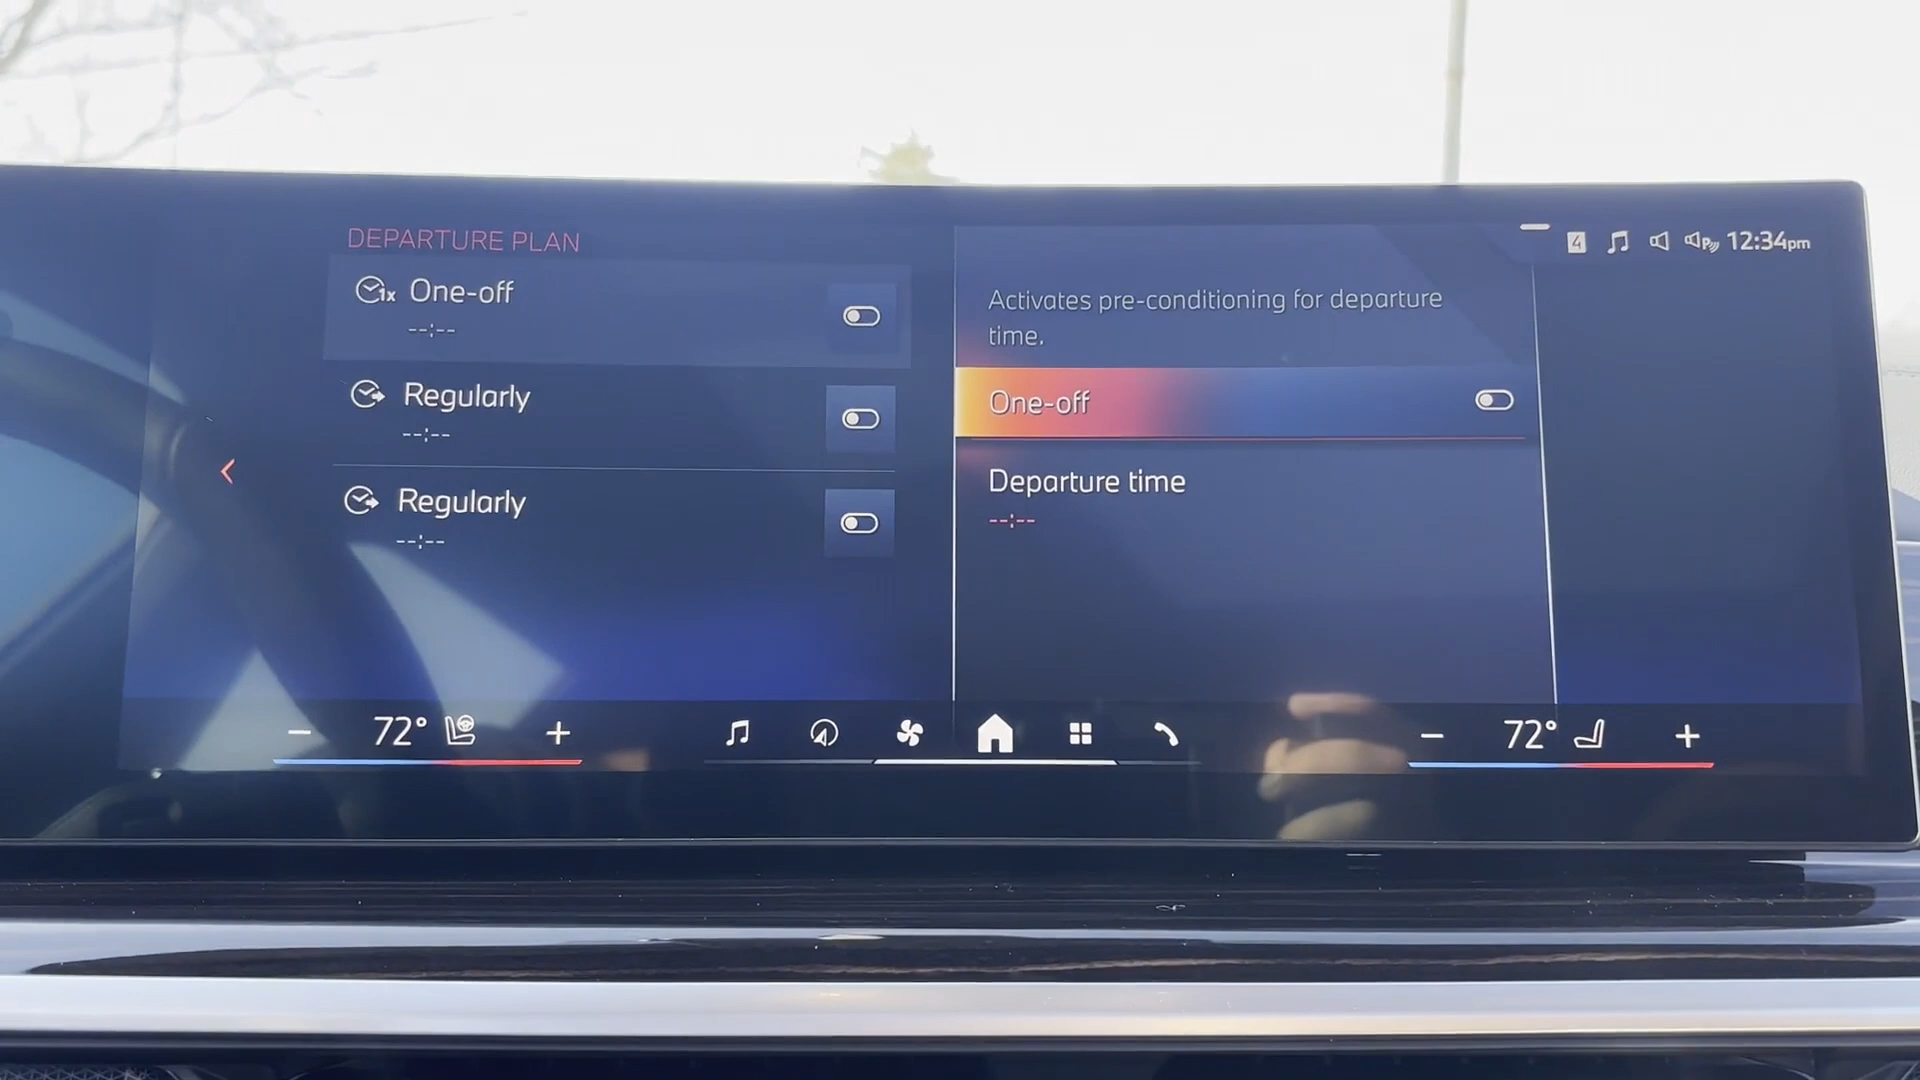 DEPARTURE PLAN
One-off
--:--
Regularly
--:--
Regularly
--:--
4 12:34pm
Activates pre-conditioning for departure
time.
One-off
Departure time
--:--
72°
72°